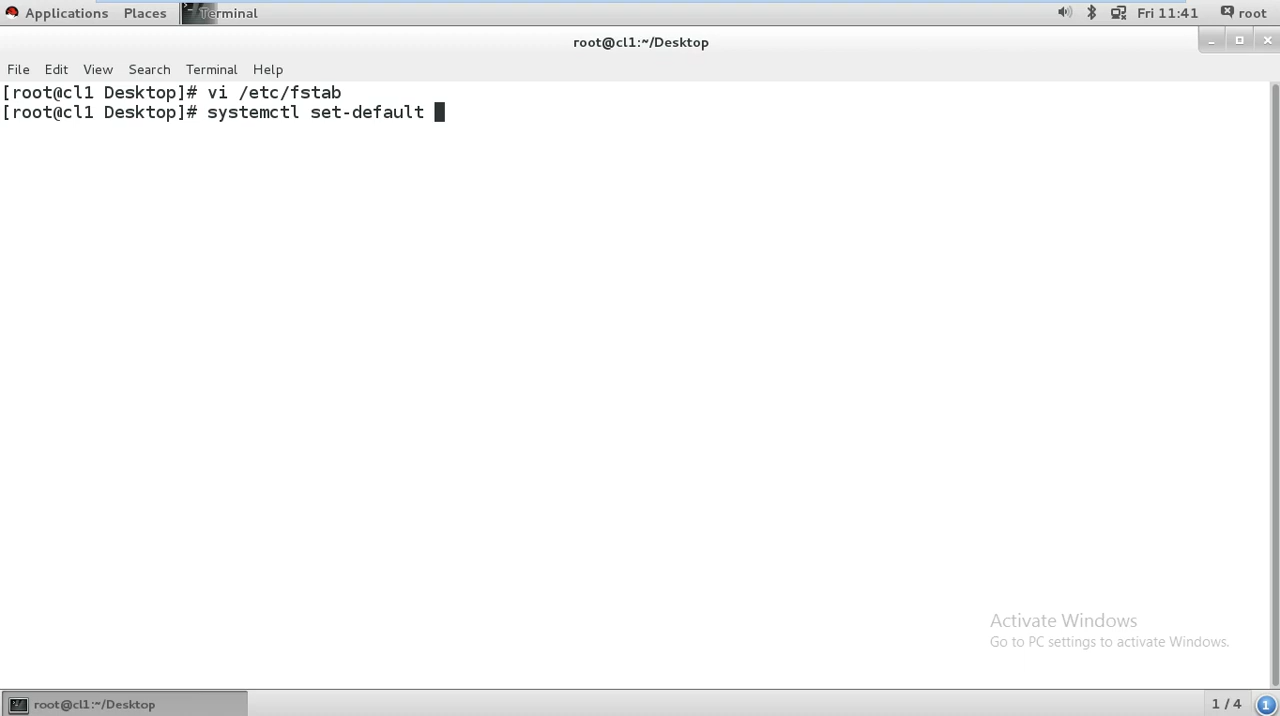 Applications Places Terminal Fri 11:41 root
root@cl1:~/Desktop
File Edit View Search Terminal Help
[root@cl1 Desktop]# vi /etc/fstab
[root@cl1 Desktop]# systemctl set-default
Activate Windows
Go to PC settings to activate Windows.
root@cl1:~/Desktop 1 / 4 1